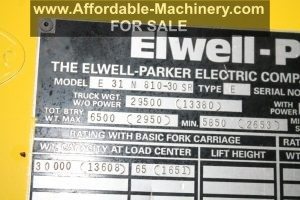 www.Affordable-Machinery.com
FOR SALE
Elwell-P
THE ELWELL-PARKER ELECTRIC COMP
MODEL E 31 N 610-30 SR TYPE E SERIAL NO
TRUCK WGT.
W/O POWER 29500 (13380)
TOT. BTRY
WT. MAX. 6500 (2950) MIN. 5850 (2653)
RATING WITH BASIC FORK CARRIAGE
CAPACITY AT LOAD CENTER LIFT HEIGHT
30000 (13608) 65 (1651)